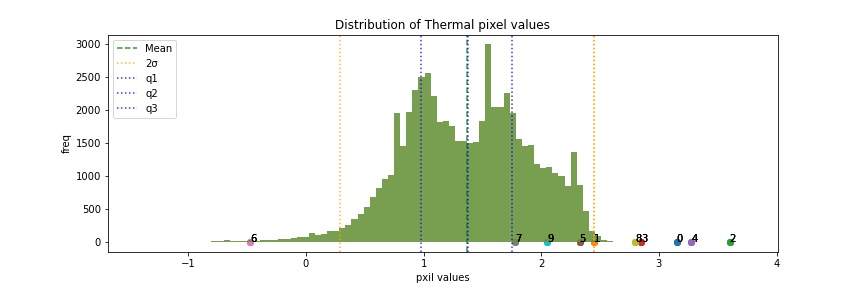 Distribution of Thermal pixel values
freq
3000
2500
2000
1500
1000
500
0
Mean
2σ
q1
q2
q3
6
7
9
5
1
8
3
0
4
2
−1
0
1
2
3
4
pxil values